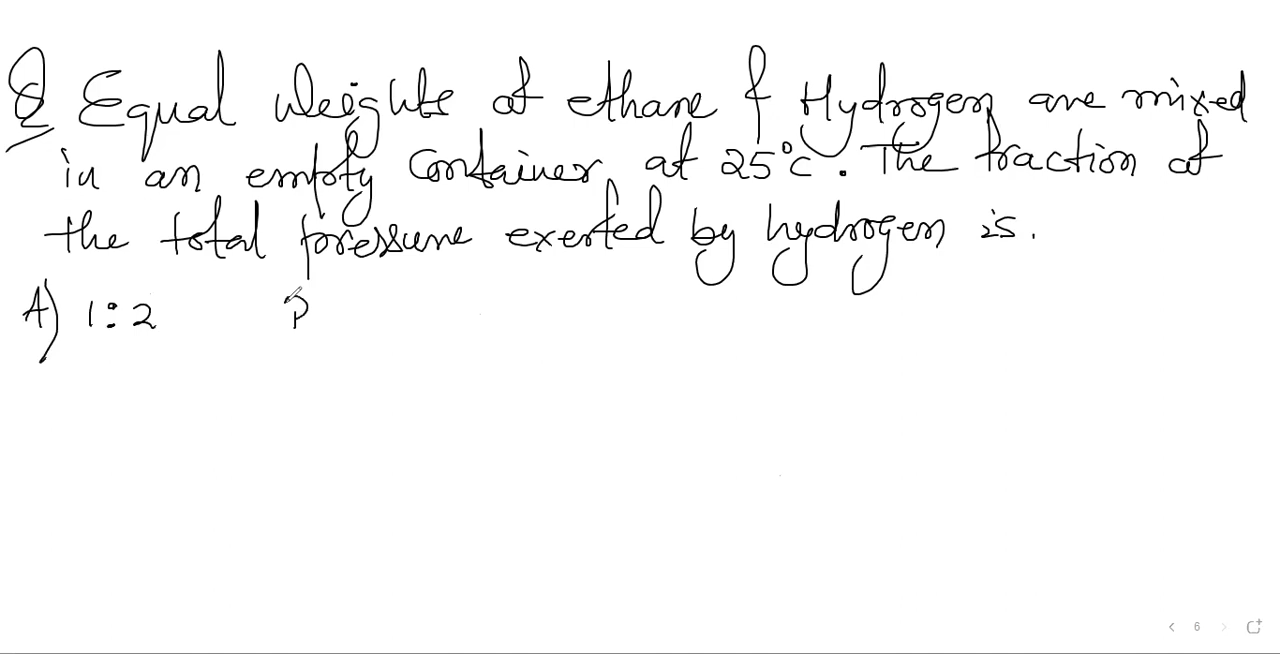 Q Equal weights of ethane & Hydrogen are mixed
in an empty container, at 25°c. The fraction of
the total pressure exerted by hydrogen is.
A) 1:2
6